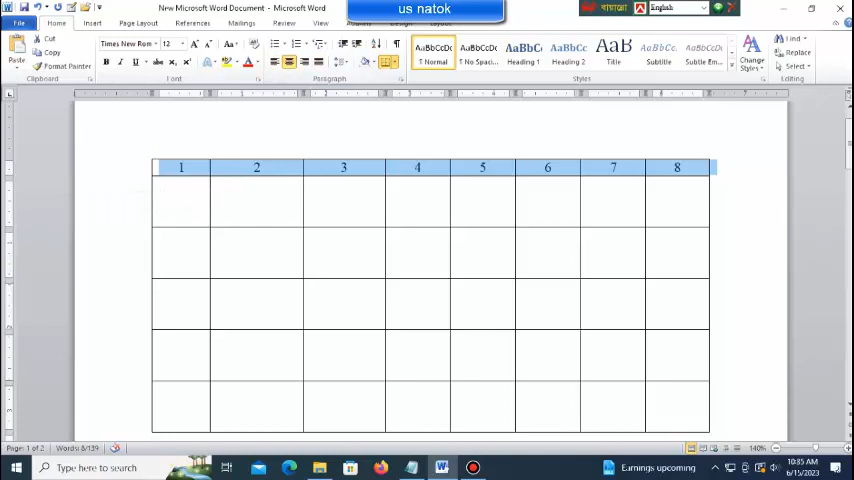 us natok
New Microsoft Word Document - Microsoft Word
English
File Home Insert Page Layout References Mailings Review View
Cut
Copy
Format Painter
Paste
Clipboard
Times New Rom 12
Font
Paragraph
AaBbCcDc AaBbCcDc AaBbC AaBbCc AaB AaBbCc. AaBbCc.
¶ Normal ¶ No Spaci... Heading 1 Heading 2 Title Subtitle Subtle Em...
Styles
Change
Styles
Find
Replace
Select
Editing
1 2 3 4 5 6 7 8
Page: 1 of 2 Words: 8/139
140%
Type here to search
Earnings upcoming
10:35 AM
6/15/2023